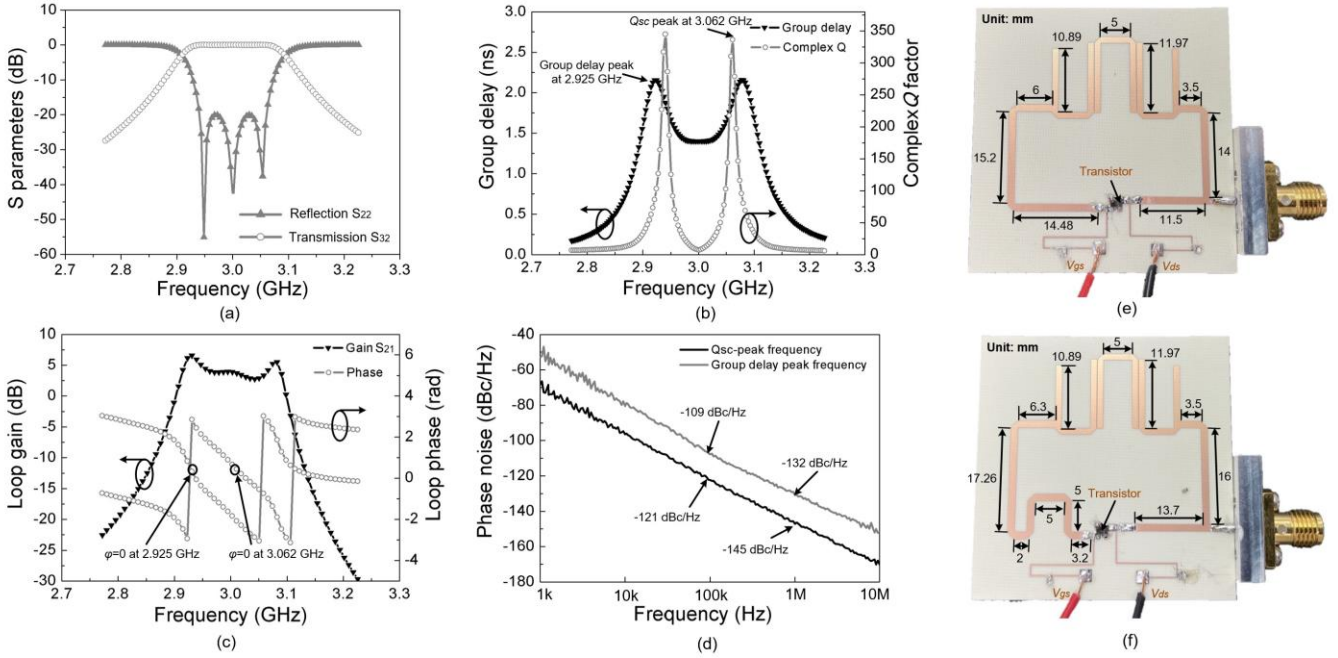 S parameters (dB)
10
0
-10
-20
-30
-40
-50
-60
Reflection S22
Transmission S32
2.7 2.8 2.9 3.0 3.1 3.2 3.3
Frequency (GHz)
(a)
Group delay (ns)
3.0
2.5
2.0
1.5
1.0
0.5
0.0
Qsc peak at 3.062 GHz
Group delay
Complex Q
Group delay peak
at 2.925 GHz
350
300
250
200
150
100
50
0
Complex Q factor
2.7 2.8 2.9 3.0 3.1 3.2 3.3
Frequency (GHz)
(b)
Unit: mm
5
10.89
11.97
6
3.5
15.2
14
Transistor
14.48
11.5
Vgs
Vds
(e)
Loop gain (dB)
10
5
0
-5
-10
-15
-20
-25
-30
Gain S21
Phase
6
5
4
3
2
1
0
-1
-2
-3
-4
Loop phase (rad)
φ=0 at 2.925 GHz
φ=0 at 3.062 GHz
2.7 2.8 2.9 3.0 3.1 3.2 3.3
Frequency (GHz)
(c)
Phase noise (dBc/Hz)
-40
-60
-80
-100
-120
-140
-160
-180
Qsc-peak frequency
Group delay peak frequency
-109 dBc/Hz
-132 dBc/Hz
-121 dBc/Hz
-145 dBc/Hz
1k 10k 100k 1M 10M
Frequency (GHz)
(d)
Unit: mm
5
10.89
11.97
6.3
3.5
17.26
16
5
5
Transistor
13.7
2
3.2
Vgs
Vds
(f)